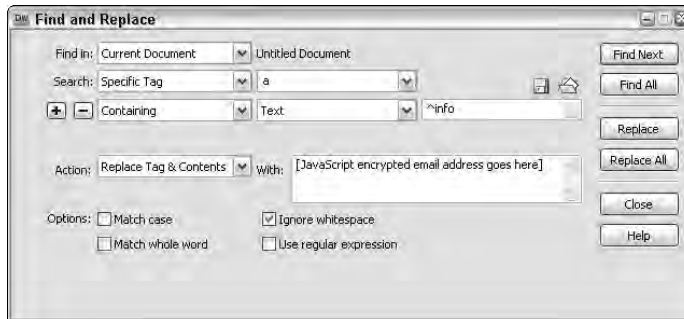 Dw Find and Replace
Find in: Current Document Untitled Document
Find Next
Search: Specific Tag a
Find All
+ - Containing Text ^info
Replace
Action: Replace Tag & Contents With: [JavaScript encrypted email address goes here]
Replace All
Options: Match case Ignore whitespace
Close
Match whole word Use regular expression
Help